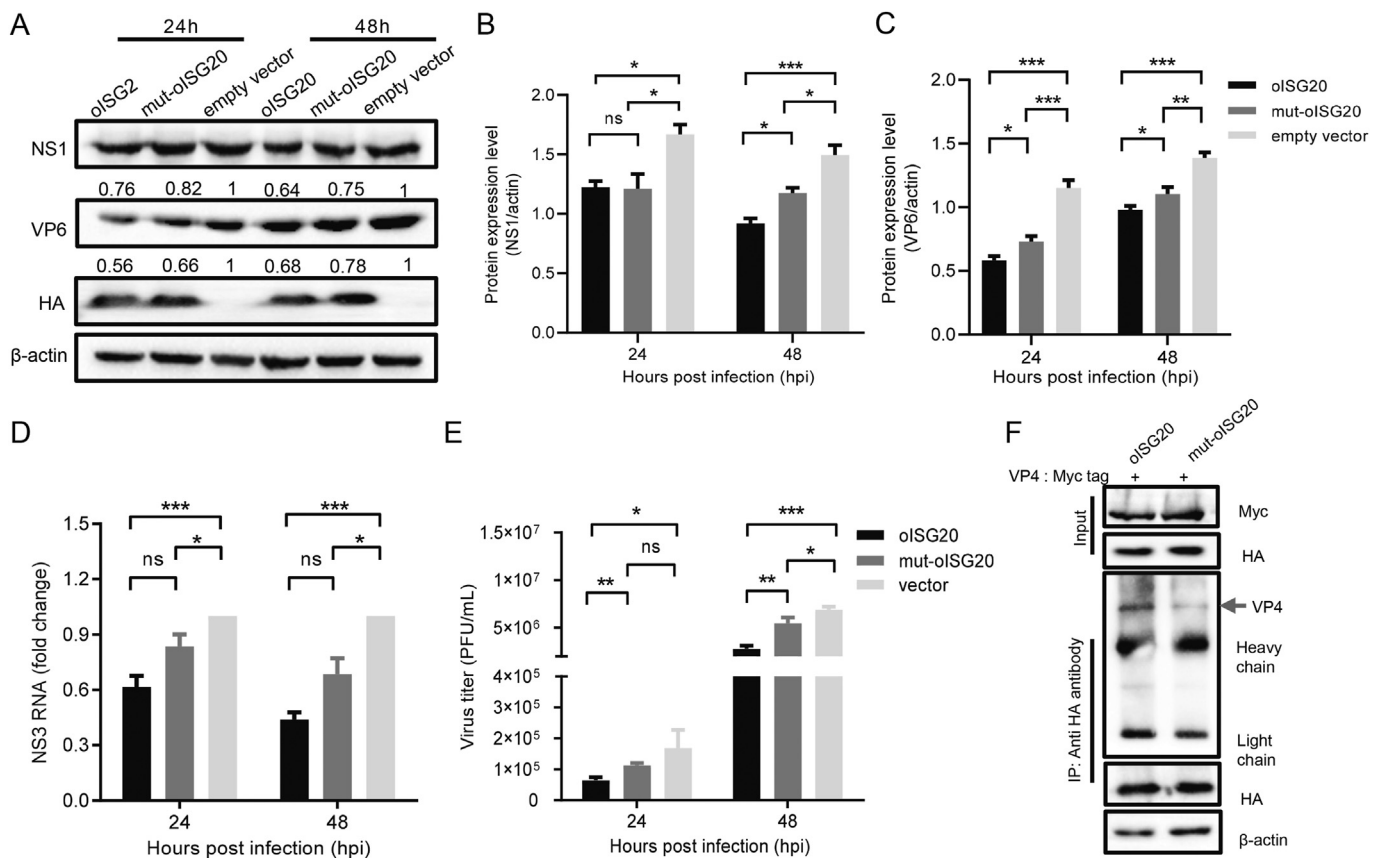 A
24h
48h
oISG2
mut-oISG20
empty vector
oISG20
mut-oISG20
empty vector
NS1
0.76 0.82 1 0.64 0.75 1
VP6
0.56 0.66 1 0.68 0.78 1
HA
β-actin
B
Protein expression level
(NS1/actin)
2.0
1.5
1.0
0.5
0.0
*
*
ns
***
*
*
24 48
Hours post infection (hpi)
C
Protein expression level
(VP6/actin)
2.0
1.5
1.0
0.5
0.0
***
***
*
***
**
*
24 48
Hours post infection (hpi)
oISG20
mut-oISG20
empty vector
D
NS3 RNA (fold change)
1.5
1.2
0.9
0.6
0.3
0.0
***
*
ns
***
*
ns
24 48
Hours post infection (hpi)
E
Virus titer (PFU/mL)
1.5×10⁷
1×10⁷
5×10⁶
4×10⁵
3×10⁵
2×10⁵
1×10⁵
0
*
ns
**
***
*
**
24 48
Hours post infection (hpi)
oISG20
mut-oISG20
vector
F
oISG20
mut-oISG20
VP4 : Myc tag + +
Input
Myc
HA
IP: Anti HA antibody
VP4
Heavy
chain
Light
chain
HA
β-actin